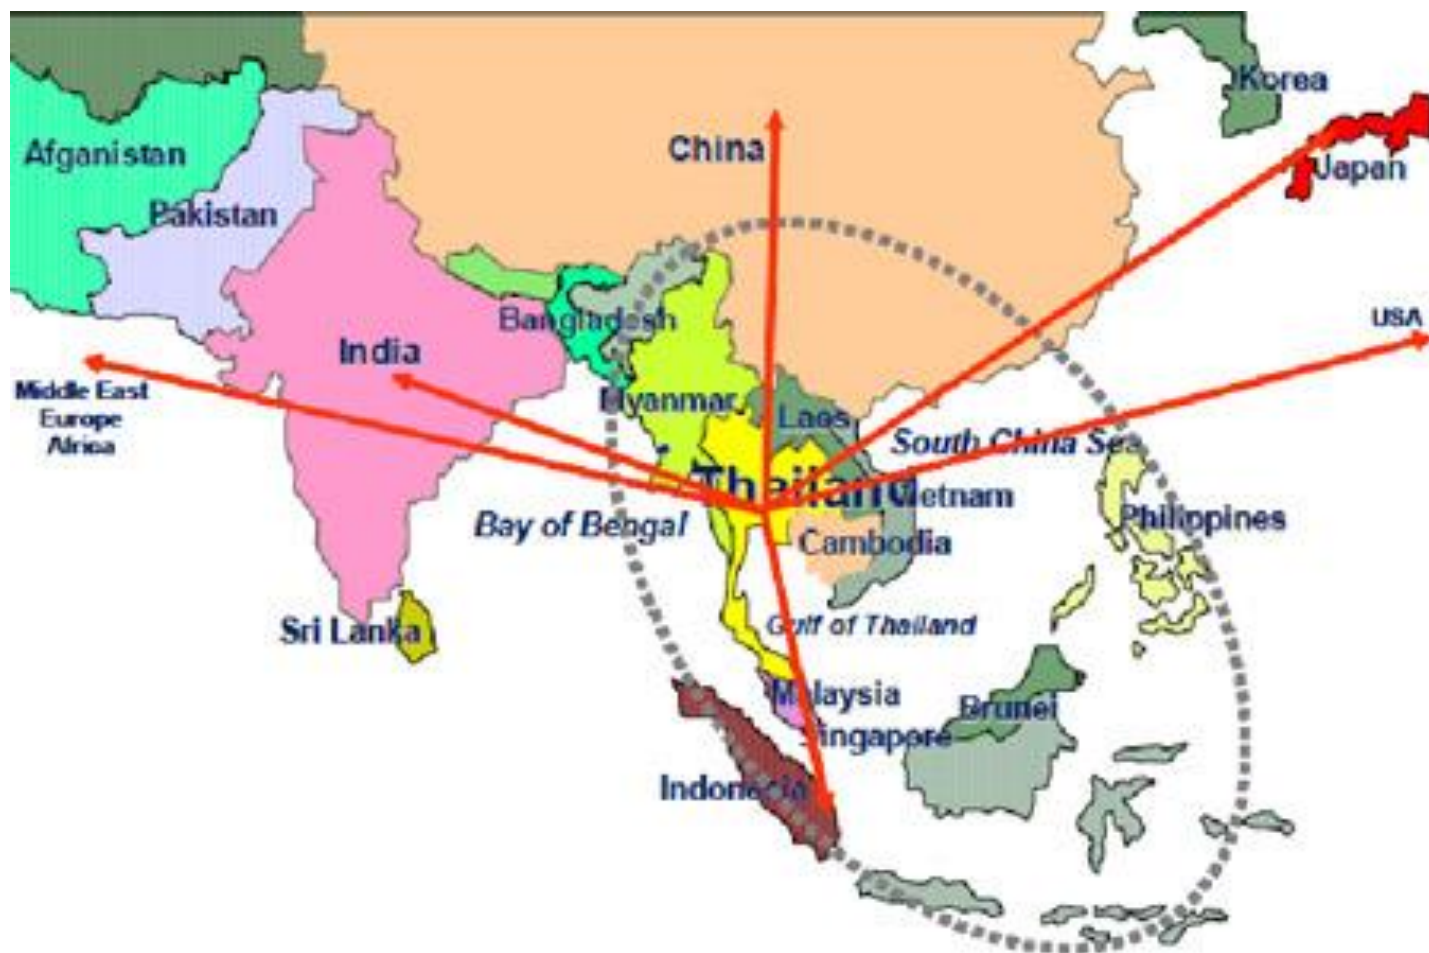 Korea
China
Afganistan
Japan
Pakistan
Bangladesh
USA
India
Middle East
Europe
Africa
Myanmar
Laos
South China Sea
Thailand
Vietnam
Bay of Bengal
Philippines
Cambodia
Sri Lanka
Gulf of Thailand
Malaysia
Brunei
Singapore
Indonesia